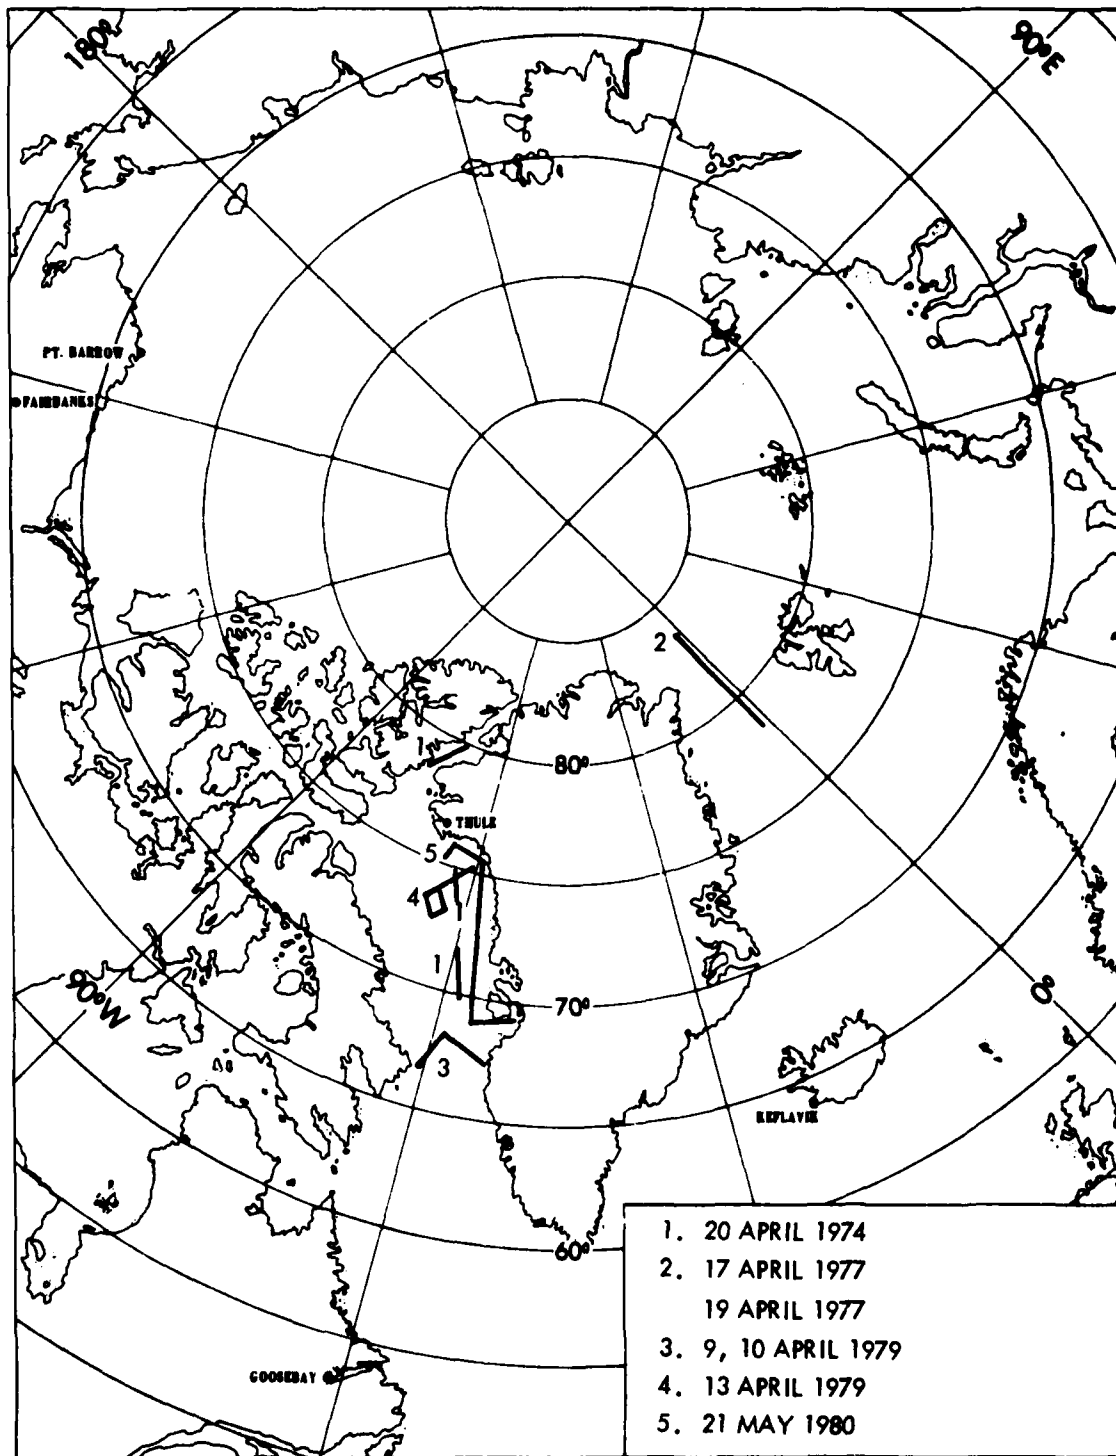 180°
90°E
PT. BARROW
FAIRBANKS
2
1
80°
THULE
5
4
1
90°W
70°
0°
3
KEFLAVIK
60°
GOOSEBAY
1. 20 APRIL 1974
2. 17 APRIL 1977
19 APRIL 1977
3. 9, 10 APRIL 1979
4. 13 APRIL 1979
5. 21 MAY 1980